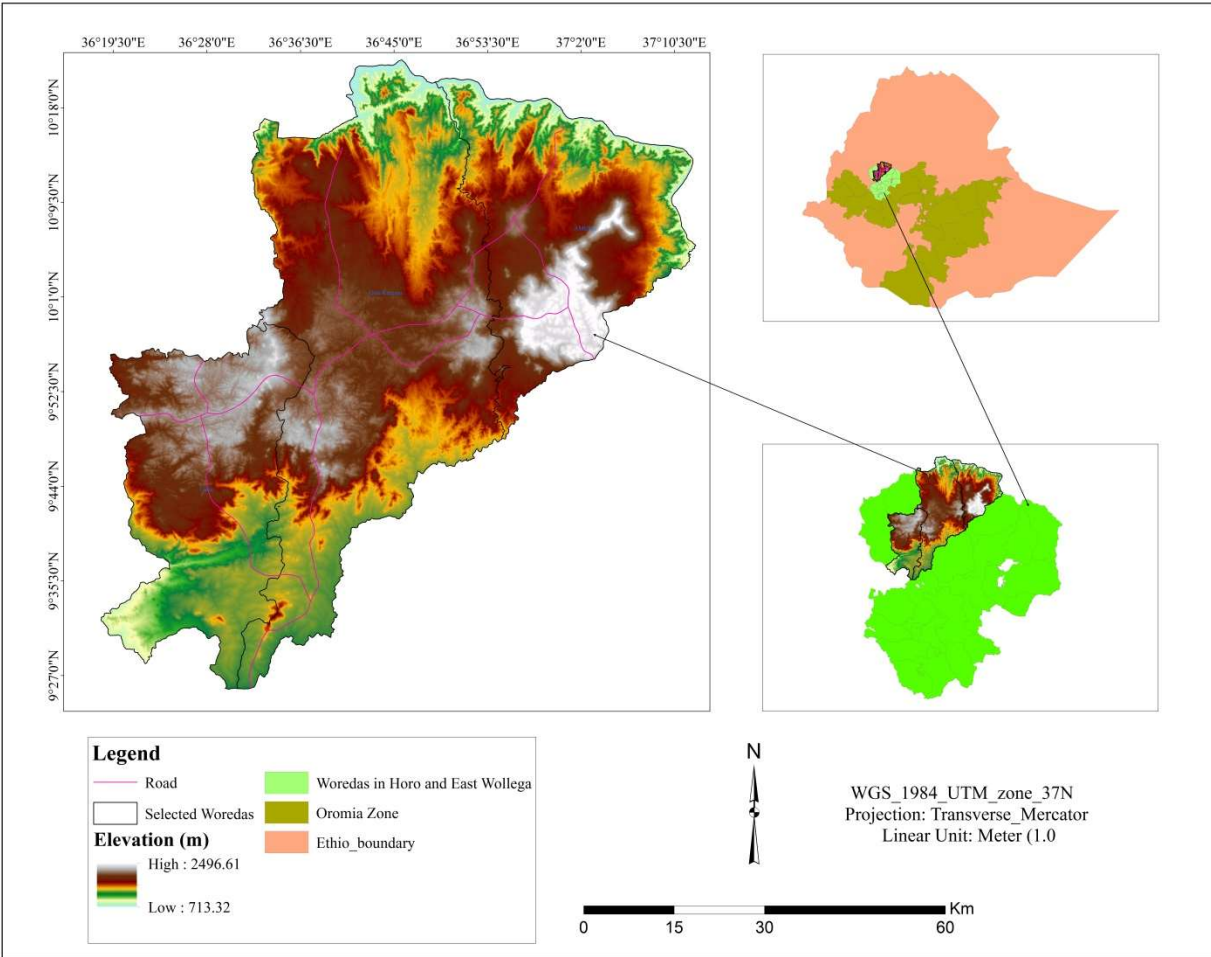 36°19'30"E 36°28'0"E 36°36'30"E 36°45'0"E 36°53'30"E 37°2'0"E 37°10'30"E
10°18'0"N
10°9'30"N
10°1'0"N
9°52'30"N
9°44'0"N
9°35'30"N
9°27'0"N
Legend
Road
Selected Woredas
Elevation (m)
High : 2496.61
Low : 713.32
Woredas in Horo and East Wollega
Oromia Zone
Ethio_boundary
N
WGS_1984_UTM_zone_37N
Projection: Transverse_Mercator
Linear Unit: Meter (1.0
Km
0 15 30 60